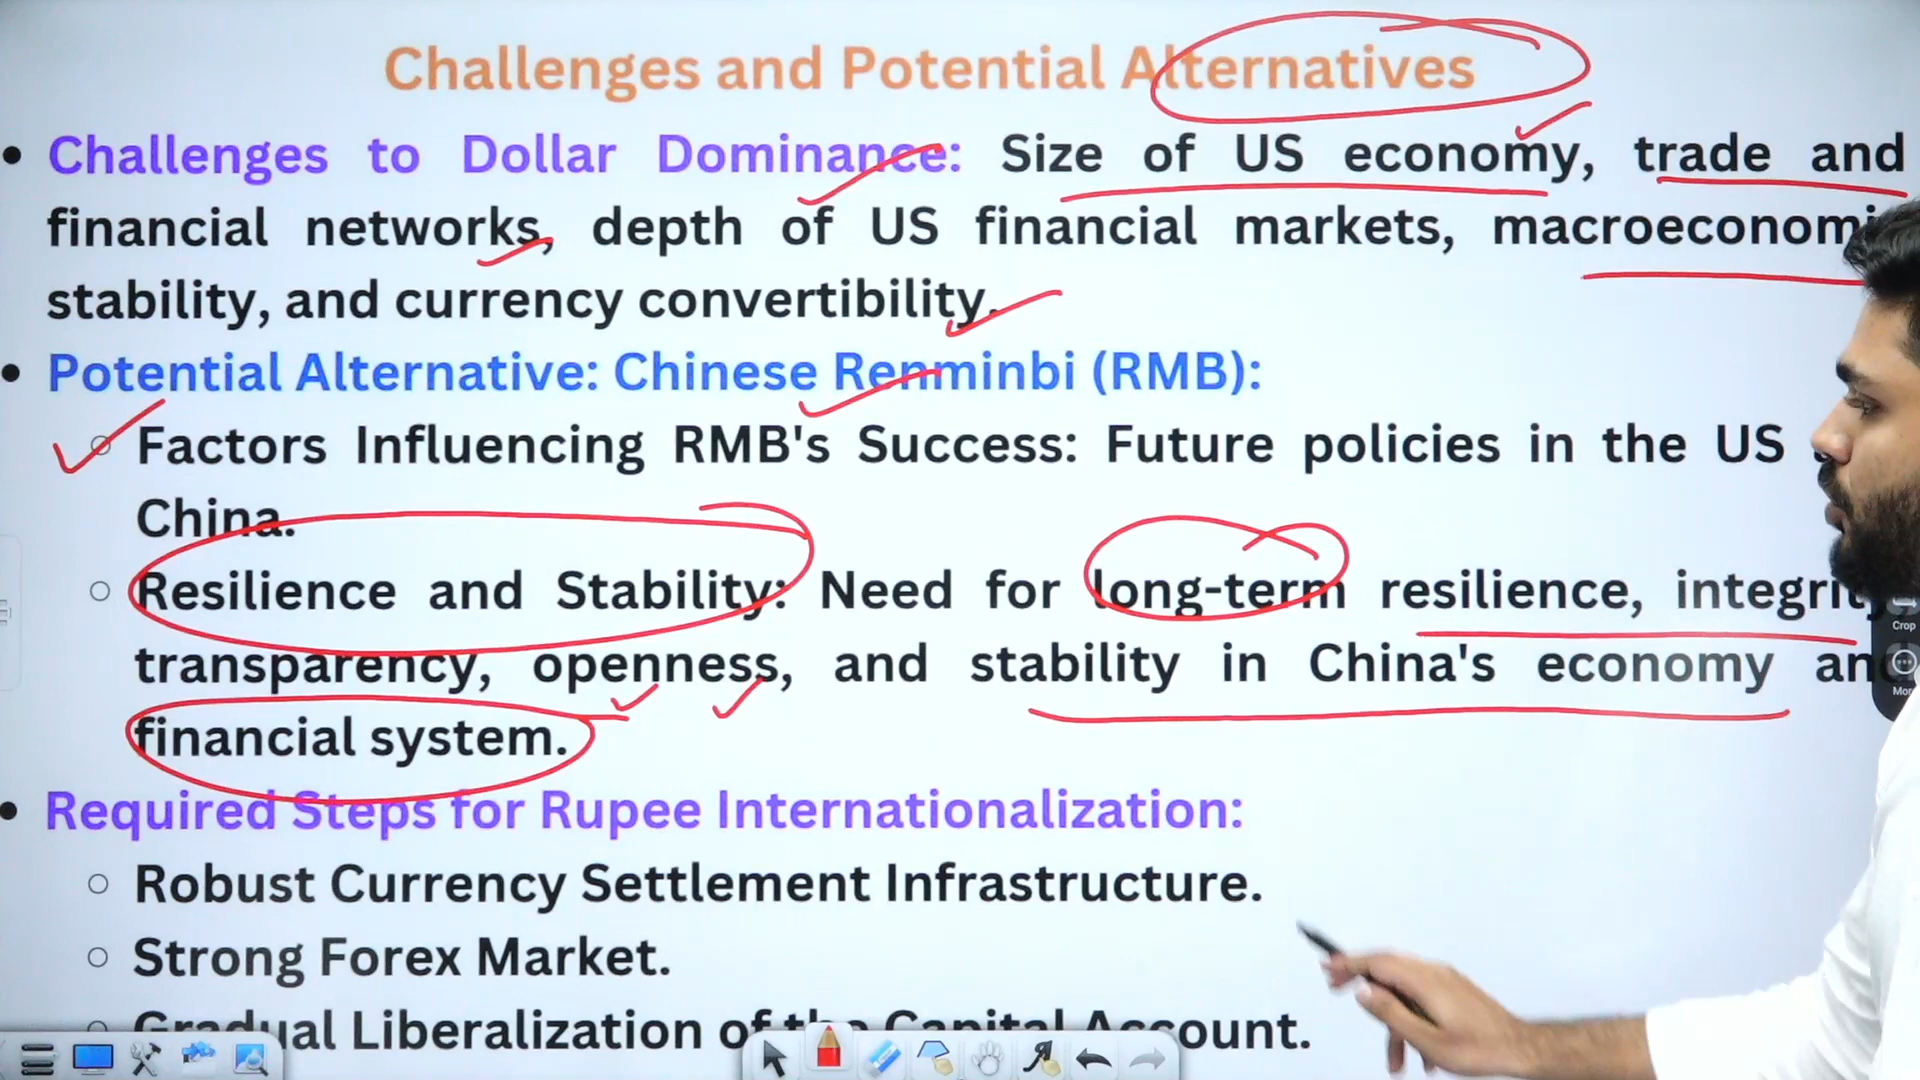 Challenges and Potential Alternatives
• Challenges to Dollar Dominance: Size of US economy, trade and
financial networks, depth of US financial markets, macroeconomi
stability, and currency convertibility.
• Potential Alternative: Chinese Renminbi (RMB):
○ Factors Influencing RMB's Success: Future policies in the US
China.
○ Resilience and Stability: Need for long-term resilience, integrity,
transparency, openness, and stability in China's economy and
financial system.
• Required Steps for Rupee Internationalization:
○ Robust Currency Settlement Infrastructure.
○ Strong Forex Market.
○ Gradual Liberalization of the Capital Account.
Crop